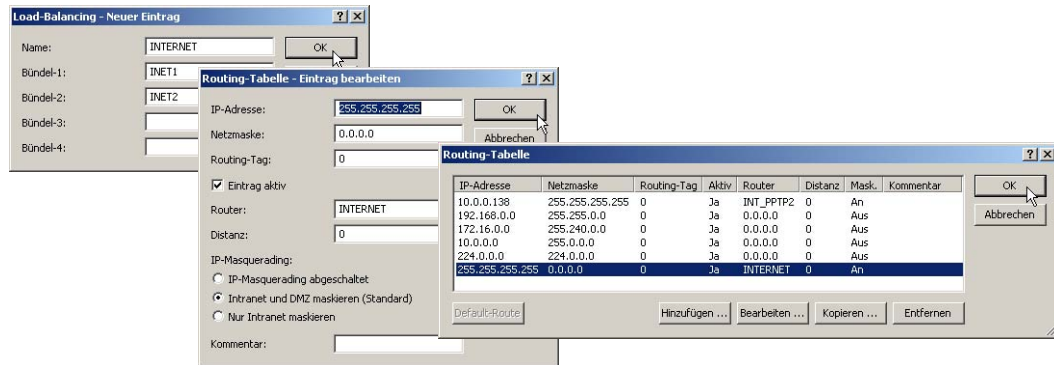 Load-Balancing - Neuer Eintrag
Name: INTERNET OK
Bündel-1: INET1
Bündel-2: INET2
Bündel-3:
Bündel-4:
Routing-Tabelle - Eintrag bearbeiten
IP-Adresse: 255.255.255.255 OK
Netzmaske: 0.0.0.0 Abbrechen
Routing-Tag: 0
Eintrag aktiv
Router: INTERNET
Distanz: 0
IP-Masquerading:
IP-Masquerading abgeschaltet
Intranet und DMZ maskieren (Standard)
Nur Intranet maskieren
Kommentar:
Routing-Tabelle
IP-Adresse Netzmaske Routing-Tag Aktiv Router Distanz Mask. Kommentar OK
10.0.0.138 255.255.255.255 0 Ja INT_PPTP2 0 An
192.168.0.0 255.255.0.0 0 Ja 0.0.0.0 0 Aus Abbrechen
172.16.0.0 255.240.0.0 0 Ja 0.0.0.0 0 Aus
10.0.0.0 255.0.0.0 0 Ja 0.0.0.0 0 Aus
224.0.0.0 224.0.0.0 0 Ja 0.0.0.0 0 Aus
255.255.255.255 0.0.0.0 0 Ja INTERNET 0 An
Default-Route Hinzufügen ... Bearbeiten ... Kopieren ... Entfernen